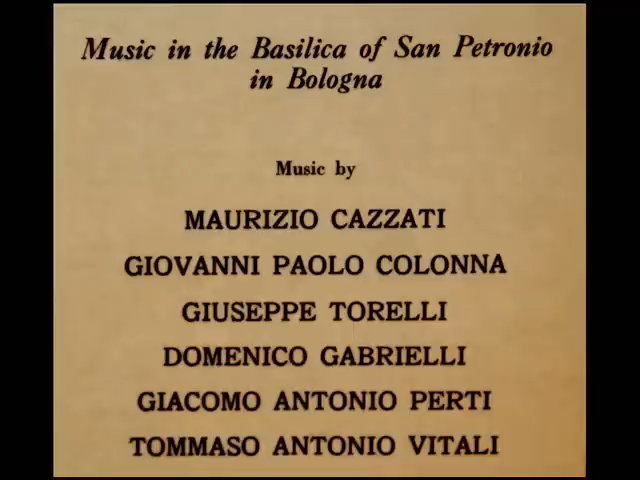 Music in the Basilica of San Petronio
in Bologna
Music by
MAURIZIO CAZZATI
GIOVANNI PAOLO COLONNA
GIUSEPPE TORELLI
DOMENICO GABRIELLI
GIACOMO ANTONIO PERTI
TOMMASO ANTONIO VITALI